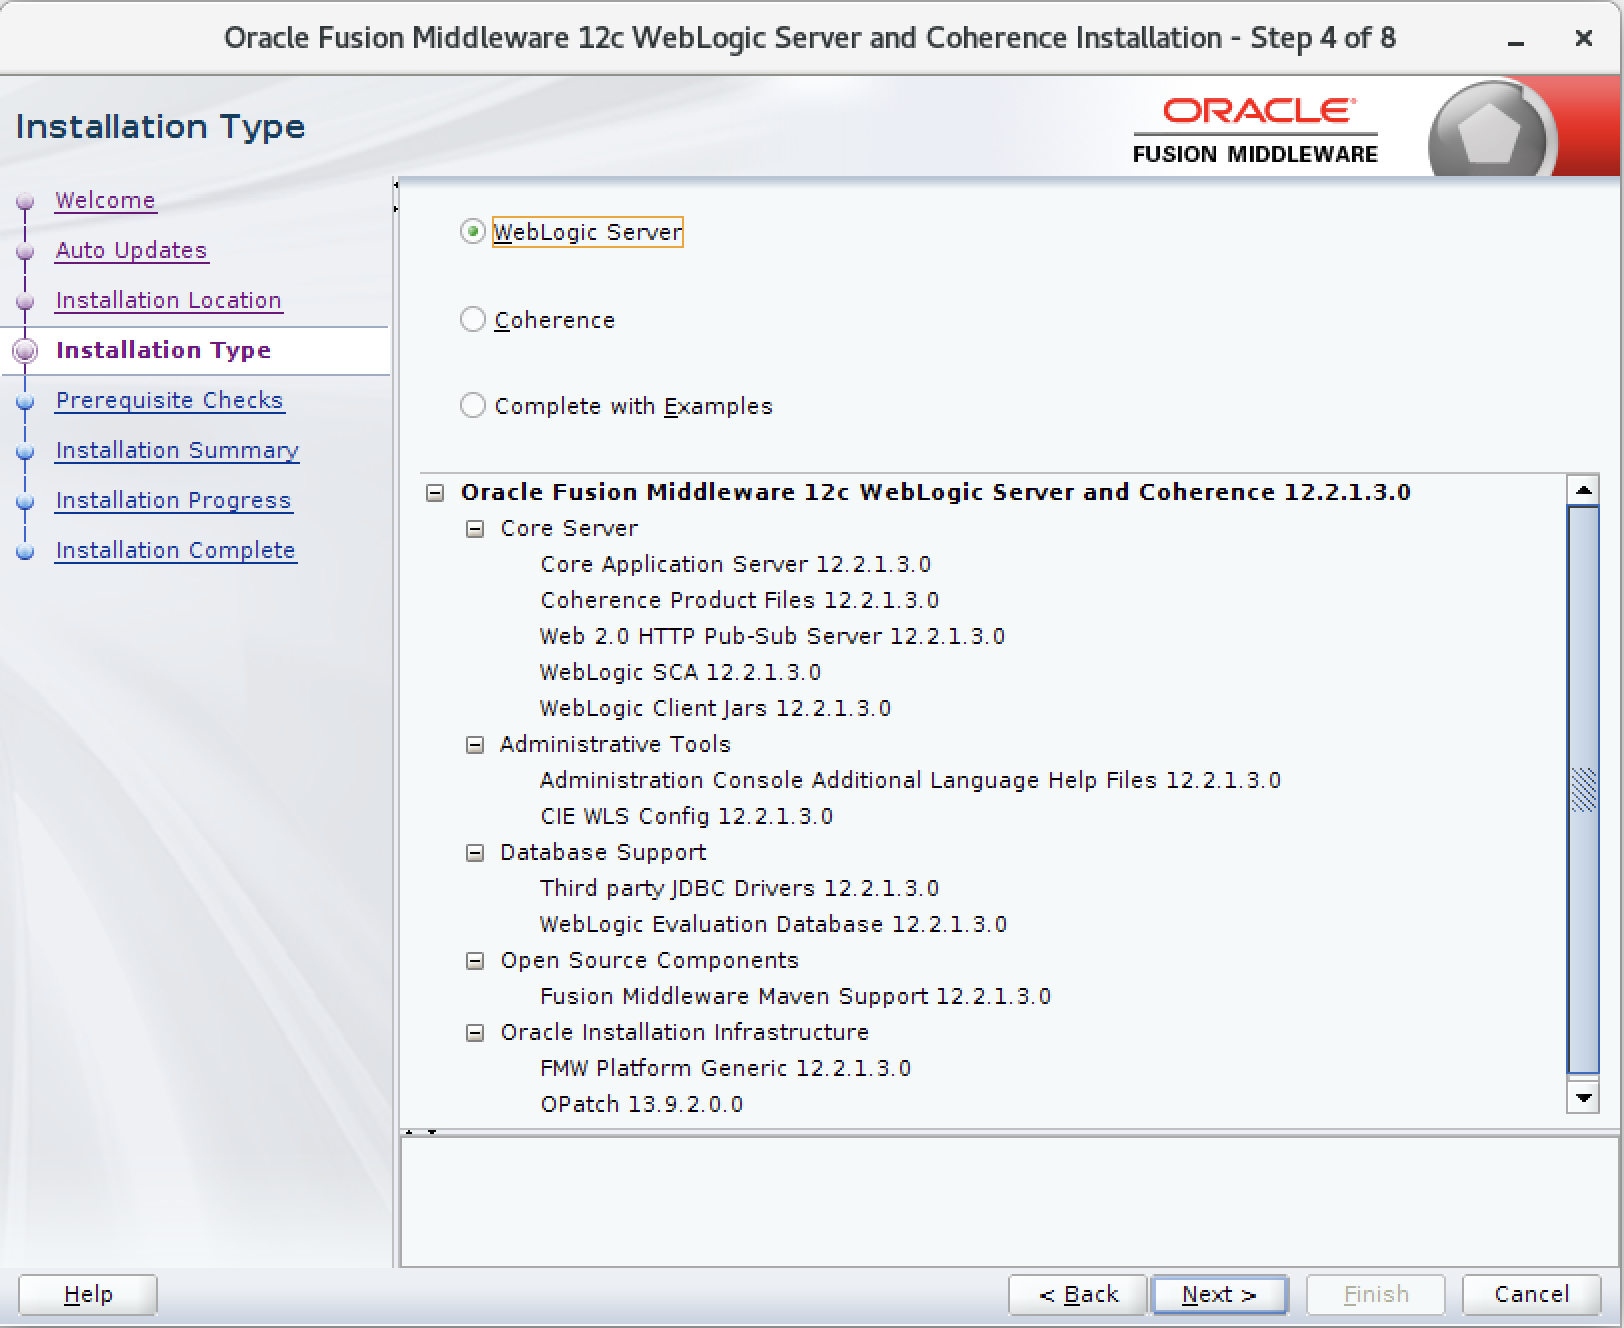 Oracle Fusion Middleware 12c WebLogic Server and Coherence Installation - Step 4 of 8
Installation Type
ORACLE
FUSION MIDDLEWARE
Welcome
Auto Updates
Installation Location
Installation Type
Prerequisite Checks
Installation Summary
Installation Progress
Installation Complete
WebLogic Server
Coherence
Complete with Examples
Oracle Fusion Middleware 12c WebLogic Server and Coherence 12.2.1.3.0
Core Server
Core Application Server 12.2.1.3.0
Coherence Product Files 12.2.1.3.0
Web 2.0 HTTP Pub-Sub Server 12.2.1.3.0
WebLogic SCA 12.2.1.3.0
WebLogic Client Jars 12.2.1.3.0
Administrative Tools
Administration Console Additional Language Help Files 12.2.1.3.0
CIE WLS Config 12.2.1.3.0
Database Support
Third party JDBC Drivers 12.2.1.3.0
WebLogic Evaluation Database 12.2.1.3.0
Open Source Components
Fusion Middleware Maven Support 12.2.1.3.0
Oracle Installation Infrastructure
FMW Platform Generic 12.2.1.3.0
OPatch 13.9.2.0.0
Help
< Back
Next >
Finish
Cancel